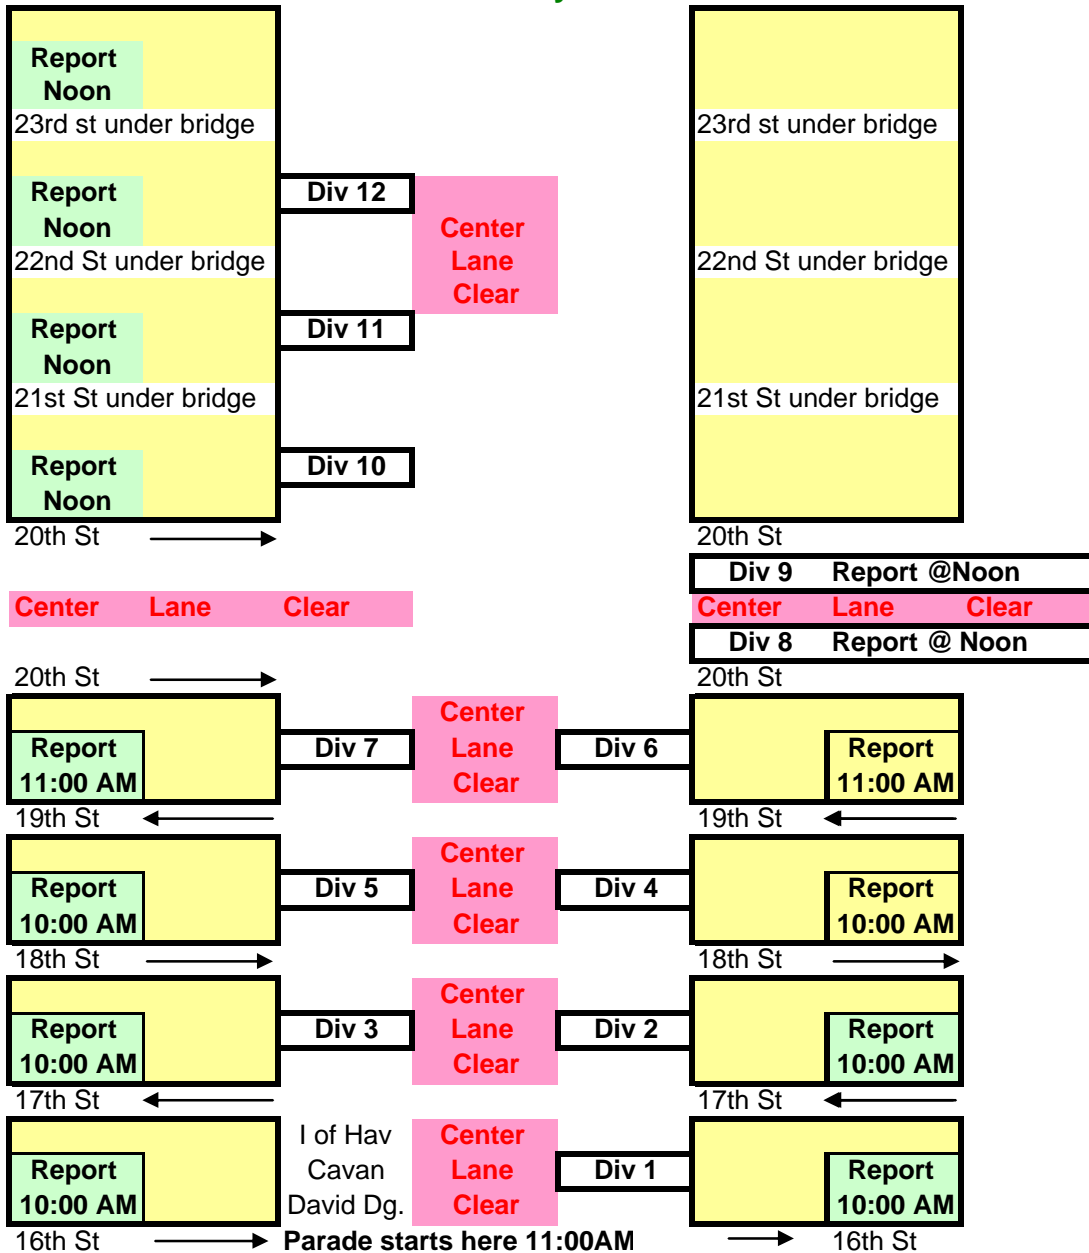 Report
Noon
23rd st under bridge 23rd st under bridge
Report Div 12
Noon Center
22nd St under bridge Lane 22nd St under bridge
Clear
Report Div 11
Noon
21st St under bridge 21st St under bridge
Report Div 10
Noon
20th St 20th St
Div 9 Report @Noon
Center Lane Clear Center Lane Clear
Div 8 Report @ Noon
20th St 20th St
Center
Report Div 7 Lane Div 6 Report
11:00 AM Clear 11:00 AM
19th St 19th St
Center
Report Div 5 Lane Div 4 Report
10:00 AM Clear 10:00 AM
18th St 18th St
Center
Report Div 3 Lane Div 2 Report
10:00 AM Clear 10:00 AM
17th St 17th St
I of Hav Center
Report Cavan Lane Div 1 Report
10:00 AM David Dg. Clear 10:00 AM
16th St Parade starts here 11:00AM 16th St